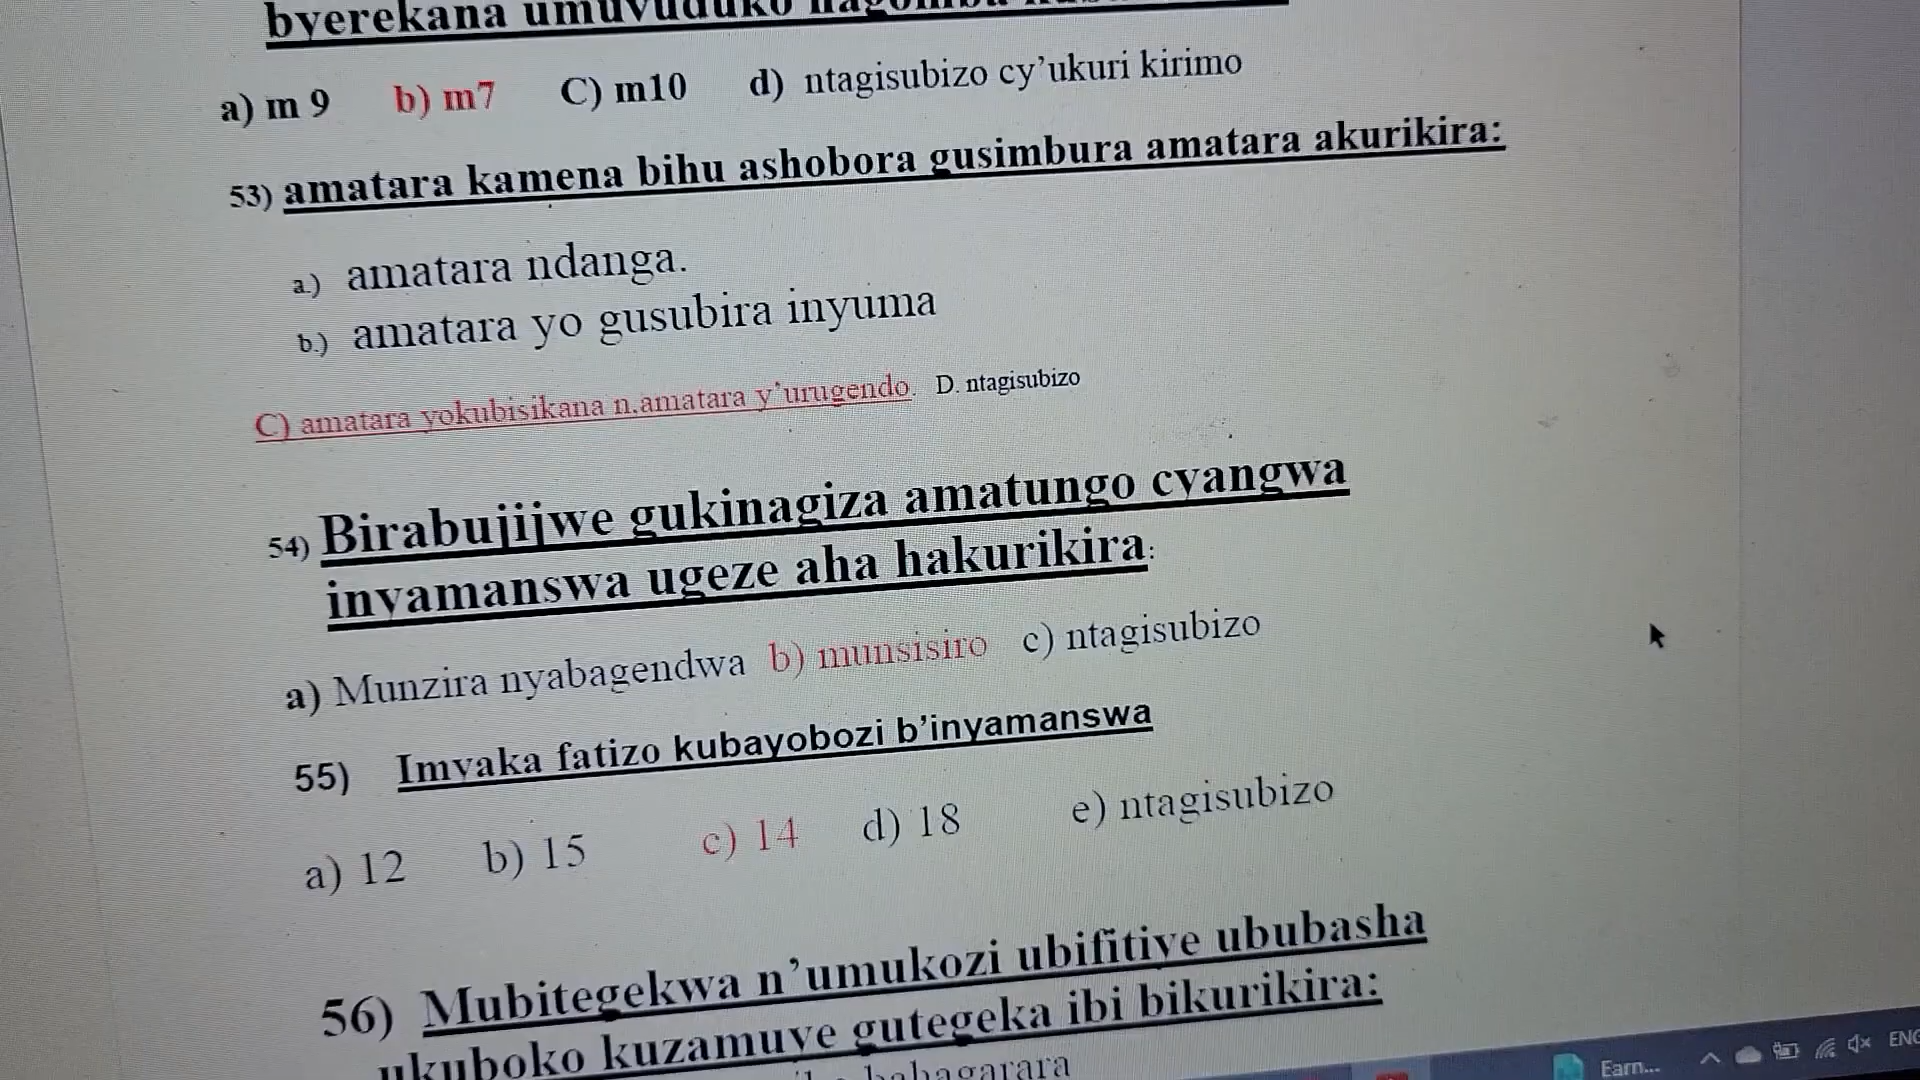 byerekana umuvuduko
a) m 9 b) m7 C) m10 d) ntagisubizo cy’ukuri kirimo
53) amatara kamena bihu ashobora gusimbura amatara akurikira:
a.) amatara ndanga.
b.) amatara yo gusubira inyuma
C) amatara yokubisikana n.amatara y’urugendo. D. ntagisubizo
54) Birabujijwe gukinagiza amatungo cyangwa
inyamanswa ugeze aha hakurikira:
a) Munzira nyabagendwa b) munsisiro c) ntagisubizo
55) Imyaka fatizo kubayobozi b’inyamanswa
a) 12 b) 15 c) 14 d) 18 e) ntagisubizo
56) Mubitegekwa n’umukozi ubifitiye ububasha
ukuboko kuzamuye gutegeka ibi bikurikira:
bahagarara
Earn... ENG